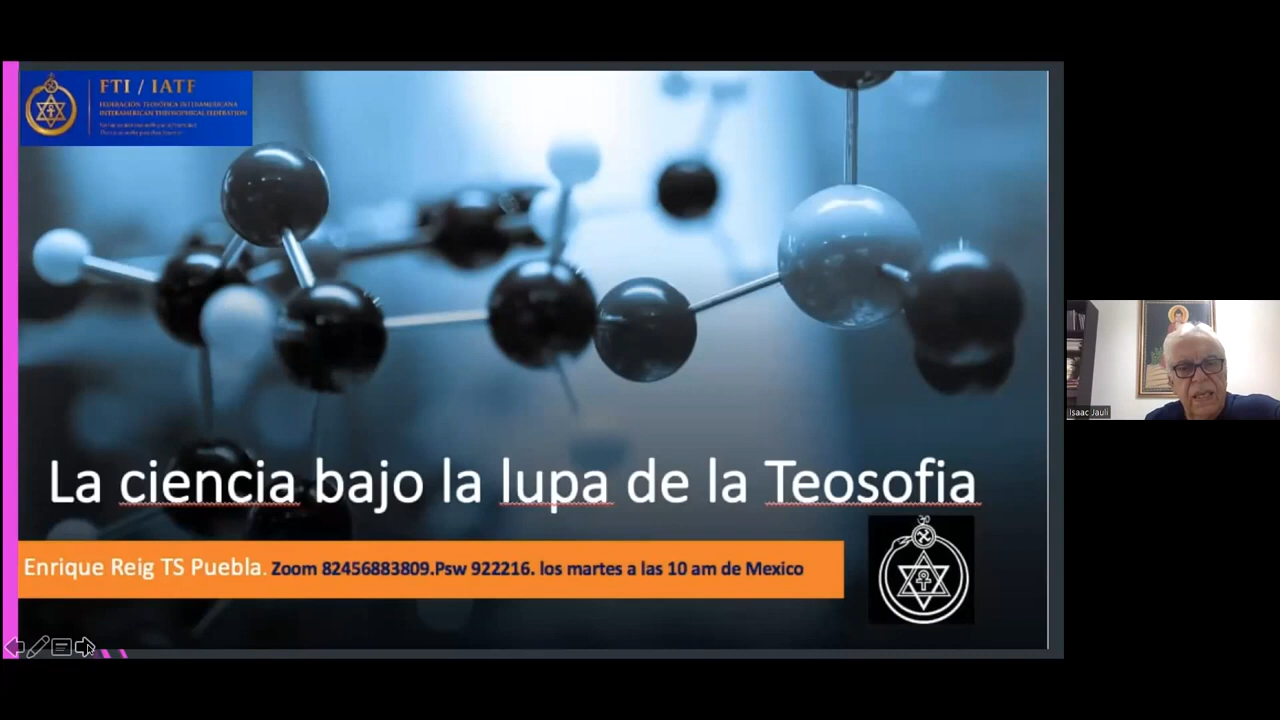 FTI / IATF
FEDERACIÓN TEOSÓFICA INTERAMERICANA
INTERAMERICAN THEOSOPHICAL FEDERATION
La ciencia bajo la lupa de la Teosofia
Enrique Reig TS Puebla. Zoom 82456883809.Psw 922216. los martes a las 10 am de Mexico
Isaac Jauli